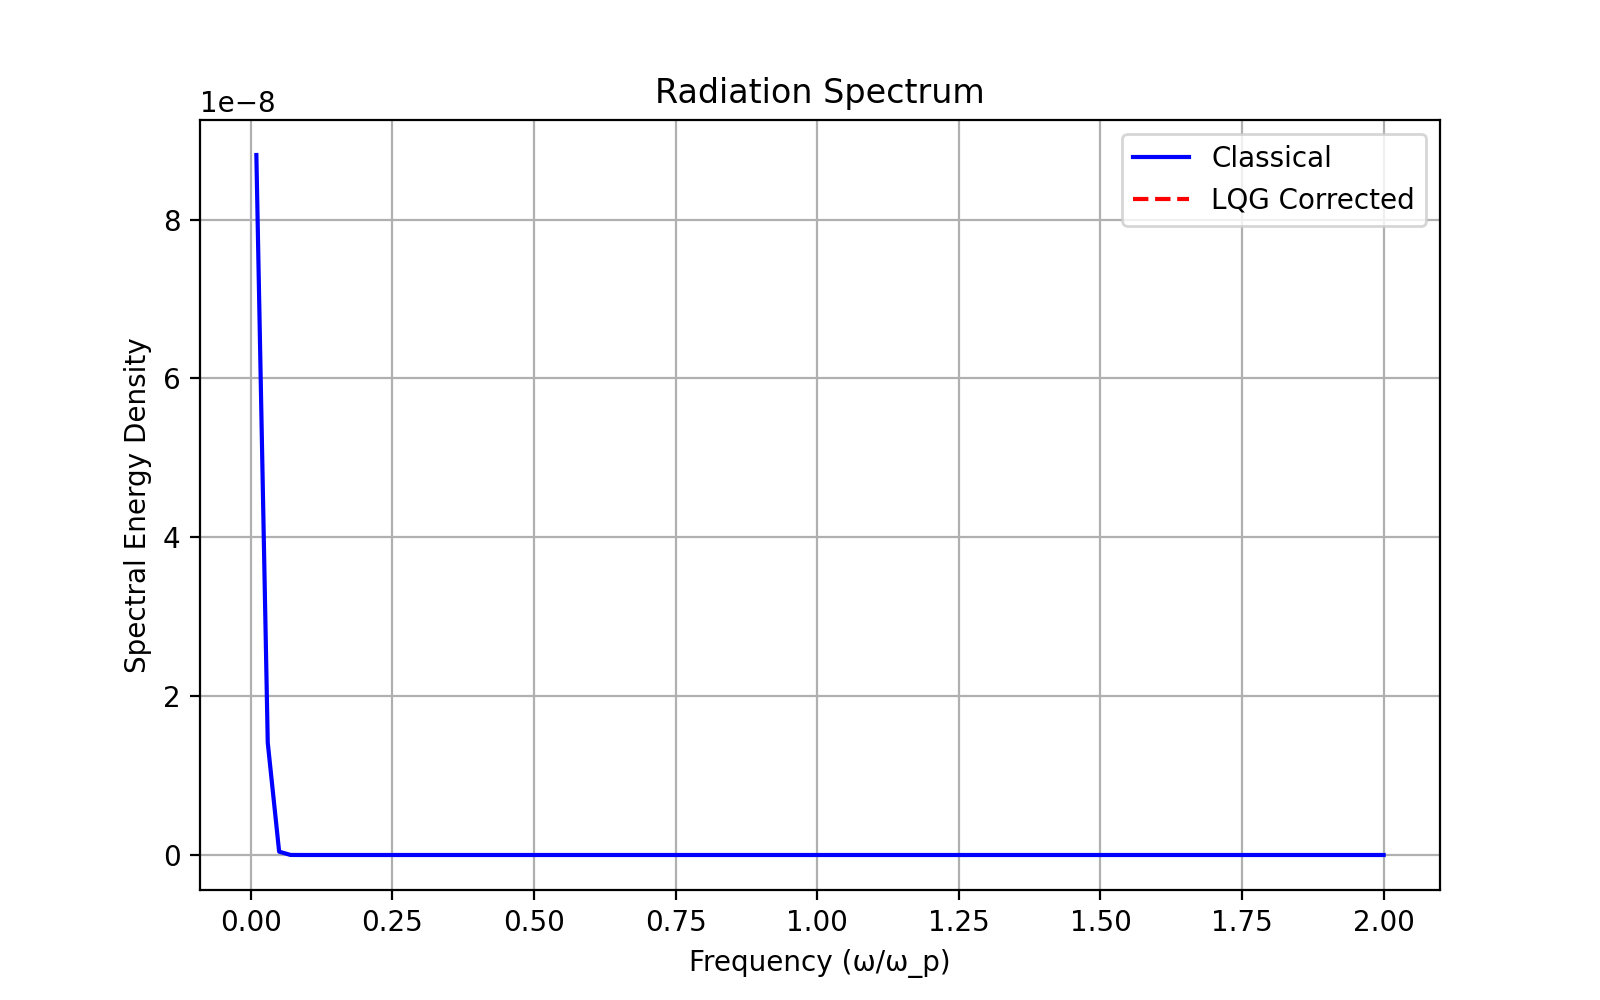 Radiation Spectrum
1e−8
Classical
LQG Corrected
8
6
4
2
0
Spectral Energy Density
0.00 0.25 0.50 0.75 1.00 1.25 1.50 1.75 2.00
Frequency (ω/ω_p)